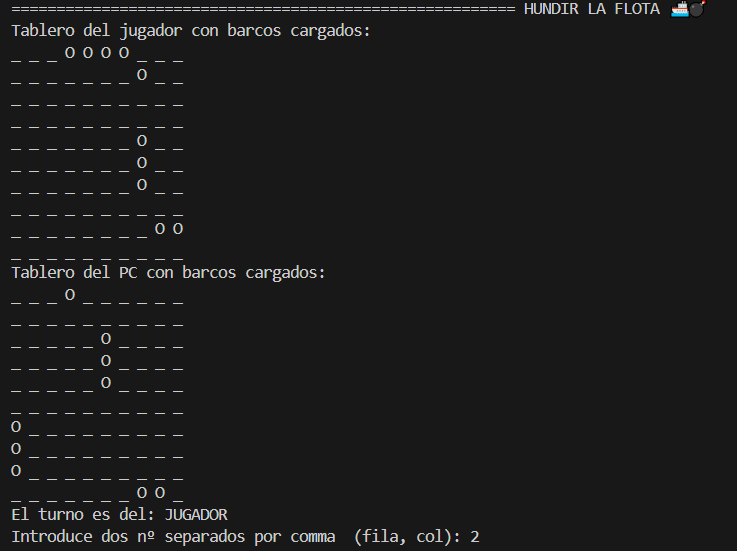 ======================================================== HUNDIR LA FLOTA 🚢💣
Tablero del jugador con barcos cargados:
_ _ _ O O O O _ _ _
_ _ _ _ _ _ _ O _ _
_ _ _ _ _ _ _ _ _ _
_ _ _ _ _ _ _ _ _ _
_ _ _ _ _ _ _ O _ _
_ _ _ _ _ _ _ O _ _
_ _ _ _ _ _ _ O _ _
_ _ _ _ _ _ _ _ _ _
_ _ _ _ _ _ _ _ O O
_ _ _ _ _ _ _ _ _ _
Tablero del PC con barcos cargados:
_ _ _ O _ _ _ _ _ _
_ _ _ _ _ _ _ _ _ _
_ _ _ _ _ O _ _ _ _
_ _ _ _ _ O _ _ _ _
_ _ _ _ _ O _ _ _ _
_ _ _ _ _ _ _ _ _ _
O _ _ _ _ _ _ _ _ _
O _ _ _ _ _ _ _ _ _
O _ _ _ _ _ _ _ _ _
_ _ _ _ _ _ _ O O _
El turno es del: JUGADOR
Introduce dos nº separados por comma  (fila, col): 2